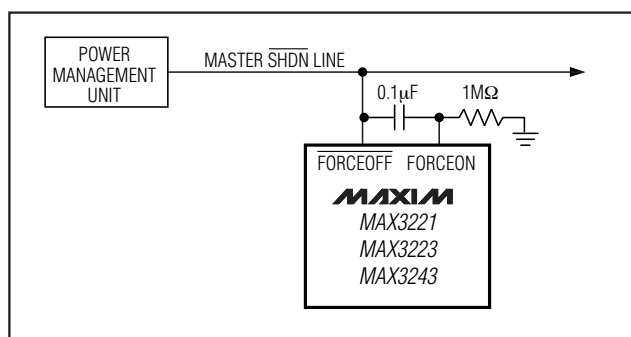 POWER
MANAGEMENT
UNIT
MASTER SHDN LINE
0.1μF
1MΩ
FORCEOFF FORCEON
MAXIM
MAX3221
MAX3223
MAX3243